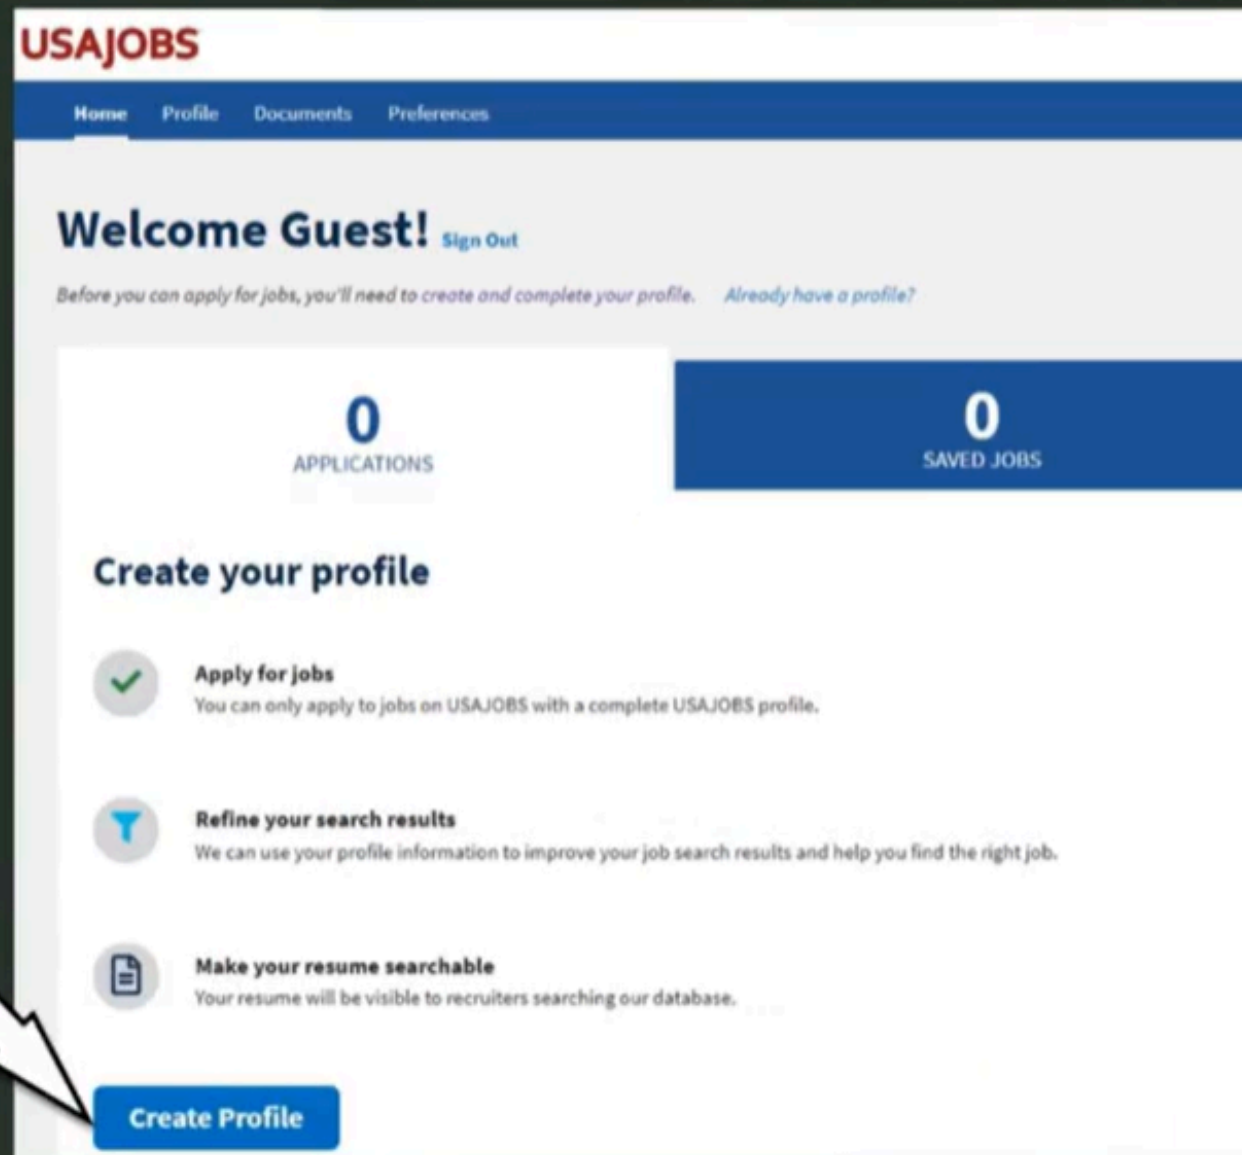 USAJOBS
Home Profile Documents Preferences
Welcome Guest! Sign Out
Before you can apply for jobs, you'll need to create and complete your profile. Already have a profile?
0
APPLICATIONS
0
SAVED JOBS
Create your profile
Apply for jobs
You can only apply to jobs on USAJOBS with a complete USAJOBS profile.
Refine your search results
We can use your profile information to improve your job search results and help you find the right job.
Make your resume searchable
Your resume will be visible to recruiters searching our database.
Create Profile